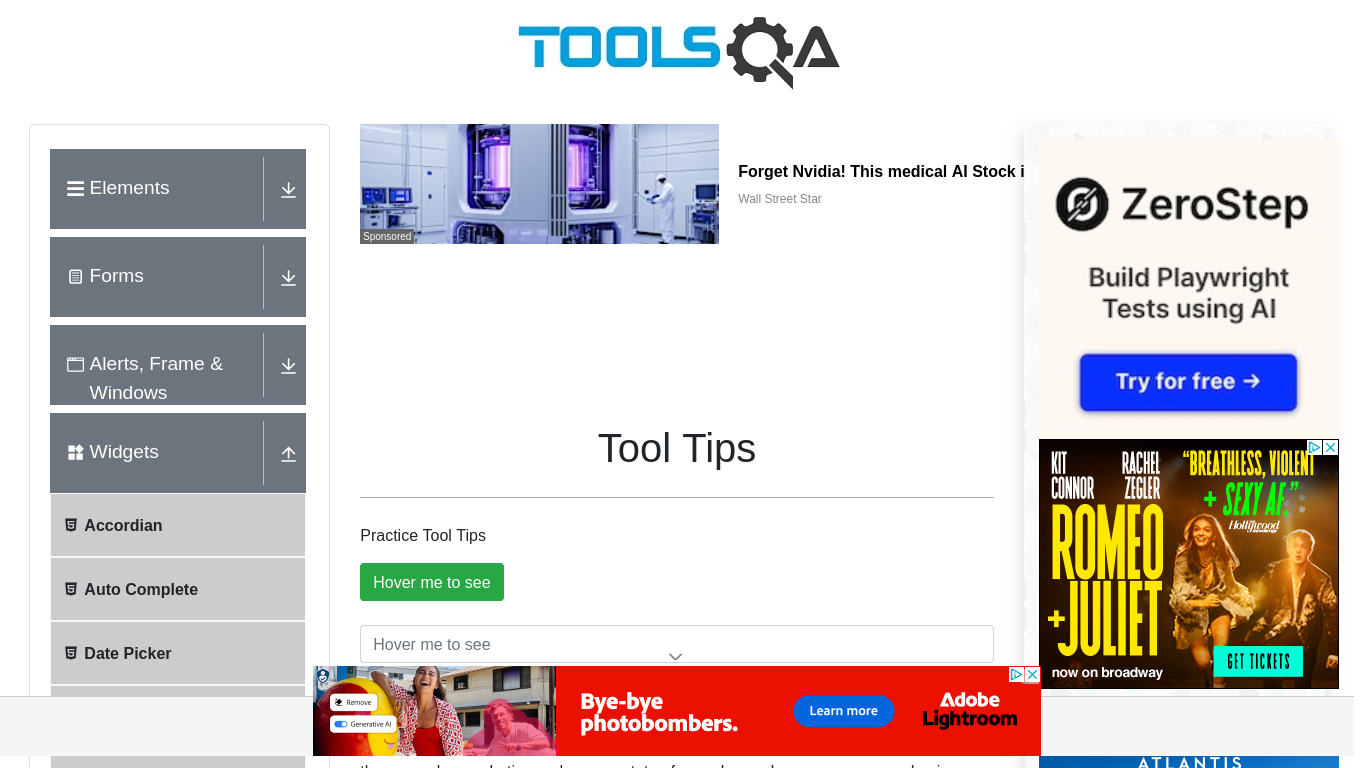 TOOLSQA
Elements
Forms
Alerts, Frame &
Windows
Widgets
Accordian
Auto Complete
Date Picker
Sponsored
Forget Nvidia! This medical AI Stock i
Wall Street Star
Tool Tips
Practice Tool Tips
Hover me to see
Hover me to see
ZeroStep
Build Playwright
Tests using AI
Try for free →
KIT
CONNOR
RACHEL
ZEGLER
"BREATHLESS, VIOLENT
+ SEXY AF."
Hollywood
ROMEO
+JULIET
now on broadway
GET TICKETS
Remove
Generative AI
Bye-bye
photobombers.
Learn more
Adobe
Lightroom
ATLANTIS